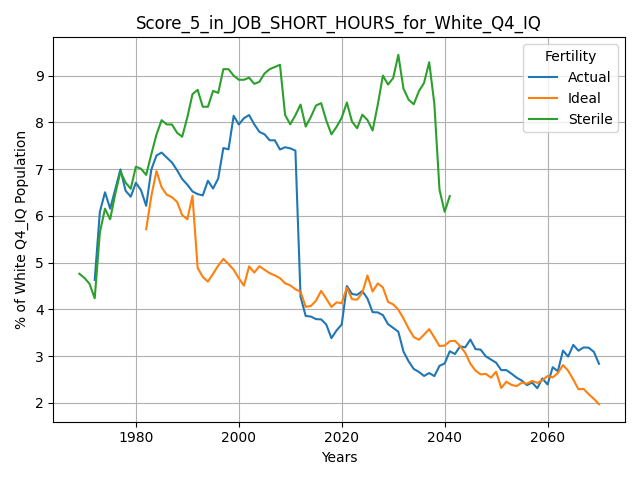 Score_5_in_JOB_SHORT_HOURS_for_White_Q4_IQ
Fertility
Actual
Ideal
Sterile
% of White Q4_IQ Population
9
8
7
6
5
4
3
2
1980
2000
2020
2040
2060
Years